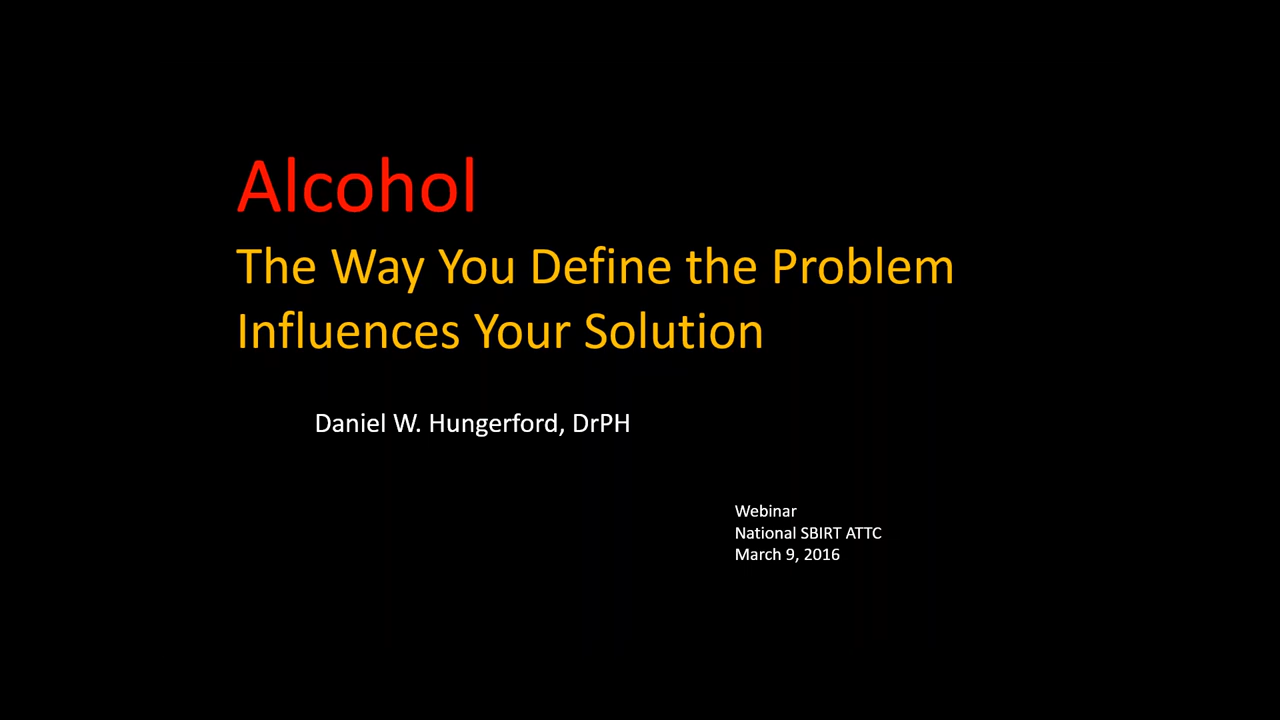 Alcohol
The Way You Define the Problem
Influences Your Solution
Daniel W. Hungerford, DrPH
Webinar
National SBIRT ATTC
March 9, 2016